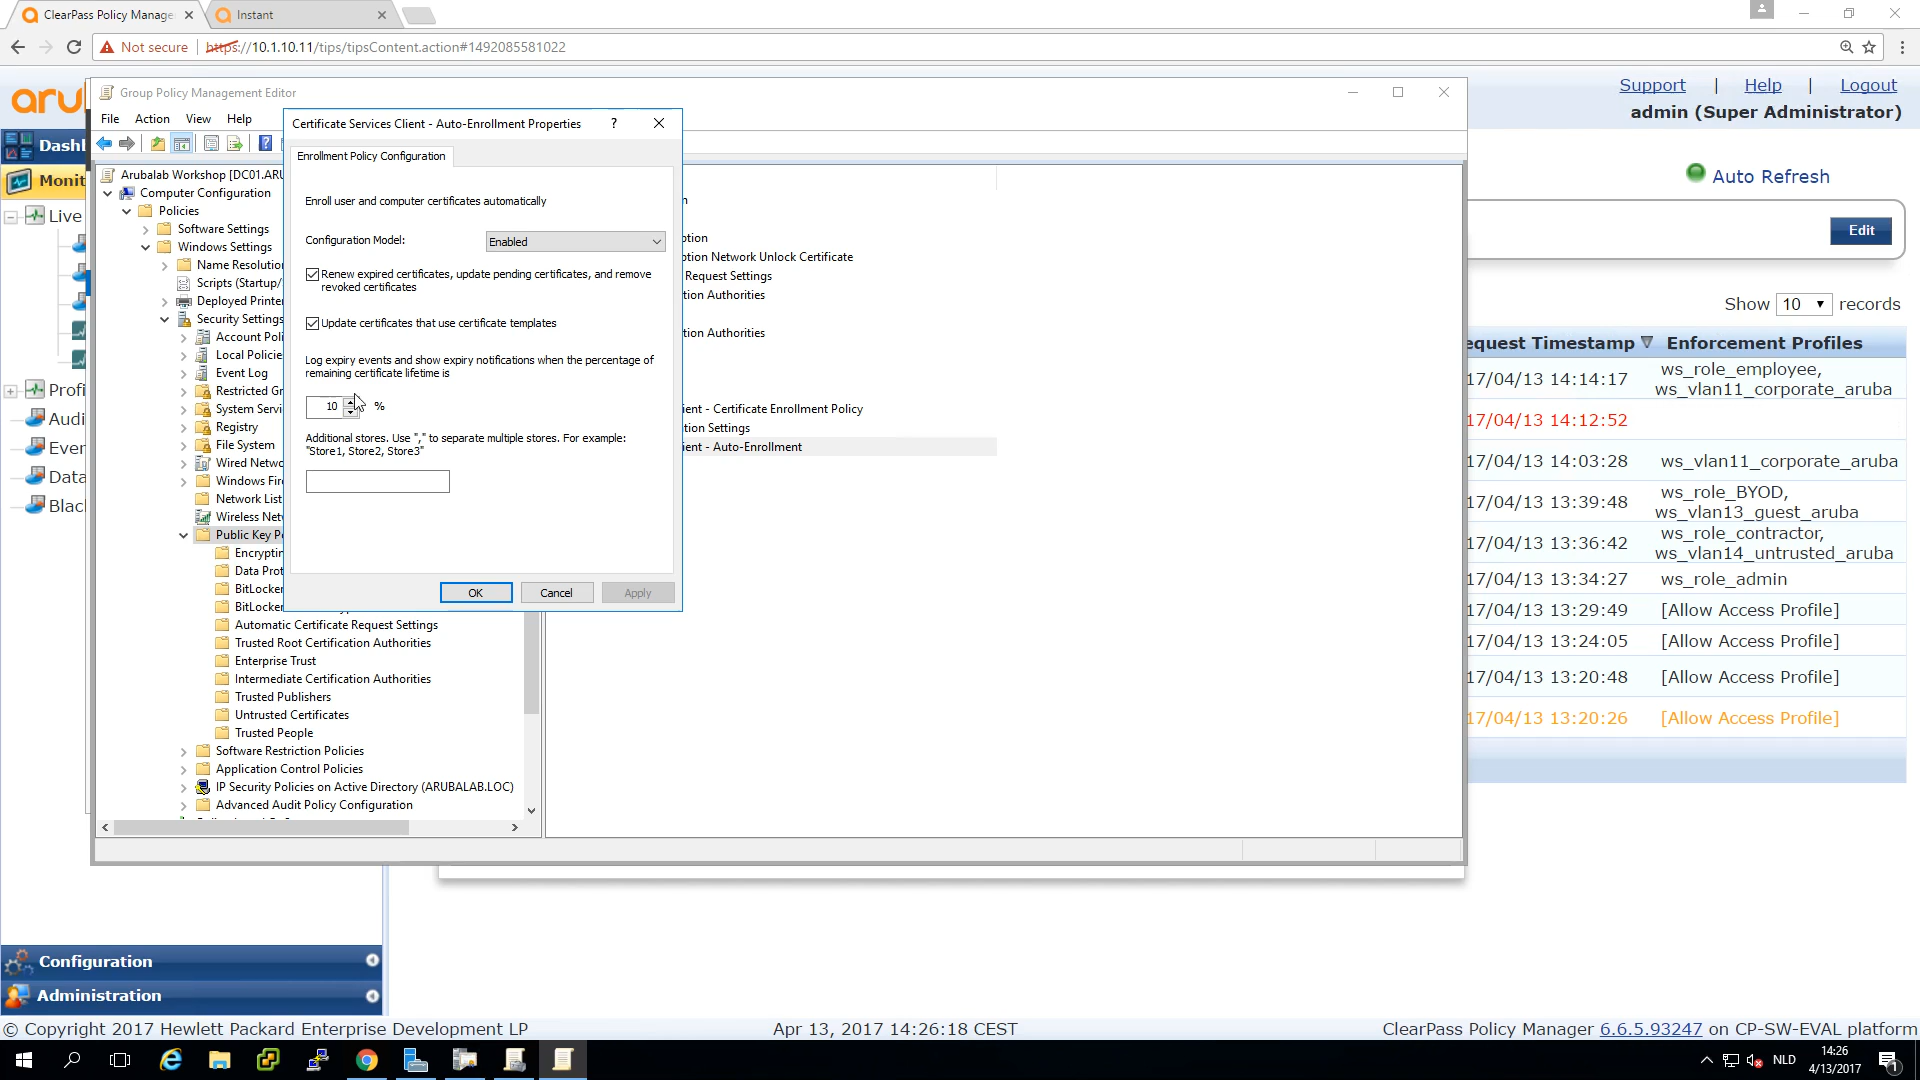 ClearPass Policy Manage
Instant
Not secure
https://10.1.10.11/tips/tipsContent.action#1492085581022
aru
Support | Help | Logout
admin (Super Administrator)
Dashl
Monit
Live
Profi
Audi
Even
Data
Blac
Configuration
Administration
Group Policy Management Editor
File Action View Help
Arubalab Workshop [DC01.ARU
Computer Configuration
Policies
Software Settings
Windows Settings
Name Resolutio
Scripts (Startup/
Deployed Printe
Security Settings
Account Poli
Local Policie
Event Log
Restricted Gr
System Servi
Registry
File System
Wired Netwo
Windows Fire
Network List
Wireless Netv
Public Key Po
Encryptin
Data Prot
BitLocker
BitLocker
Automatic Certificate Request Settings
Trusted Root Certification Authorities
Enterprise Trust
Intermediate Certification Authorities
Trusted Publishers
Untrusted Certificates
Trusted People
Software Restriction Policies
Application Control Policies
IP Security Policies on Active Directory (ARUBALAB.LOC)
Advanced Audit Policy Configuration
Certificate Services Client - Auto-Enrollment Properties
?
Enrollment Policy Configuration
Enroll user and computer certificates automatically
Configuration Model: Enabled
Renew expired certificates, update pending certificates, and remove
revoked certificates
Update certificates that use certificate templates
Log expiry events and show expiry notifications when the percentage of
remaining certificate lifetime is
10 %
Additional stores. Use "," to separate multiple stores. For example:
"Store1, Store2, Store3"
OK Cancel Apply
n
ption
ption Network Unlock Certificate
Request Settings
tion Authorities
tion Authorities
ient - Certificate Enrollment Policy
tion Settings
ient - Auto-Enrollment
Auto Refresh
Edit
Show 10 records
equest Timestamp Enforcement Profiles
17/04/13 14:14:17 ws_role_employee,
ws_vlan11_corporate_aruba
17/04/13 14:12:52
17/04/13 14:03:28 ws_vlan11_corporate_aruba
17/04/13 13:39:48 ws_role_BYOD,
ws_vlan13_guest_aruba
17/04/13 13:36:42 ws_role_contractor,
ws_vlan14_untrusted_aruba
17/04/13 13:34:27 ws_role_admin
17/04/13 13:29:49 [Allow Access Profile]
17/04/13 13:24:05 [Allow Access Profile]
17/04/13 13:20:48 [Allow Access Profile]
17/04/13 13:20:26 [Allow Access Profile]
© Copyright 2017 Hewlett Packard Enterprise Development LP
Apr 13, 2017 14:26:18 CEST
ClearPass Policy Manager 6.6.5.93247 on CP-SW-EVAL platform
NLD
14:26
4/13/2017
1